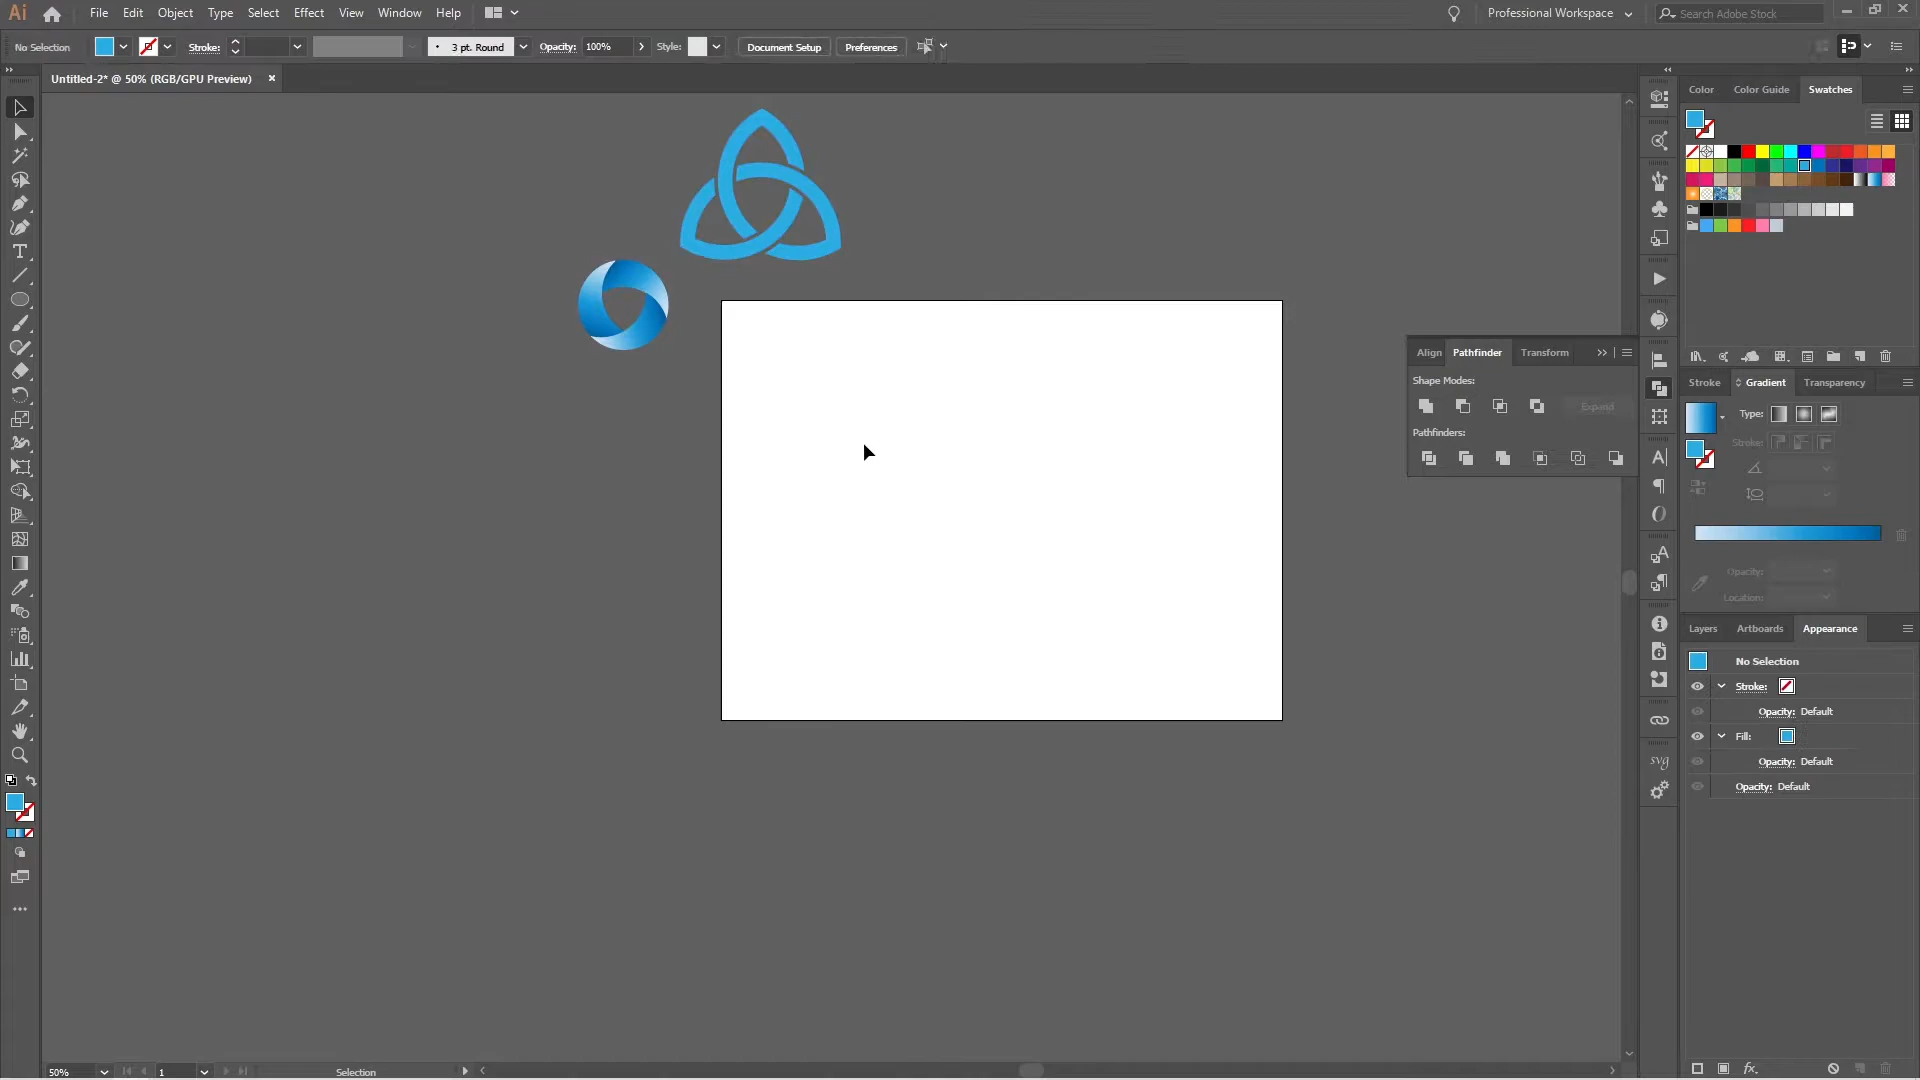 Ai File Edit Object Type Select Effect View Window Help Professional Workspace Search Adobe Stock
No Selection Stroke: 3 pt. Round Opacity: 100% Style: Document Setup Preferences
Untitled-2* @ 50% (RGB/GPU Preview)
Color Color Guide Swatches
Align Pathfinder Transform
Shape Modes:
Expand
Pathfinders:
Stroke Gradient Transparency
Type:
Stroke:
Opacity:
Location:
Layers Artboards Appearance
No Selection
Stroke:
Opacity: Default
Fill:
Opacity: Default
Opacity: Default
svg
fx
50% 1 Selection